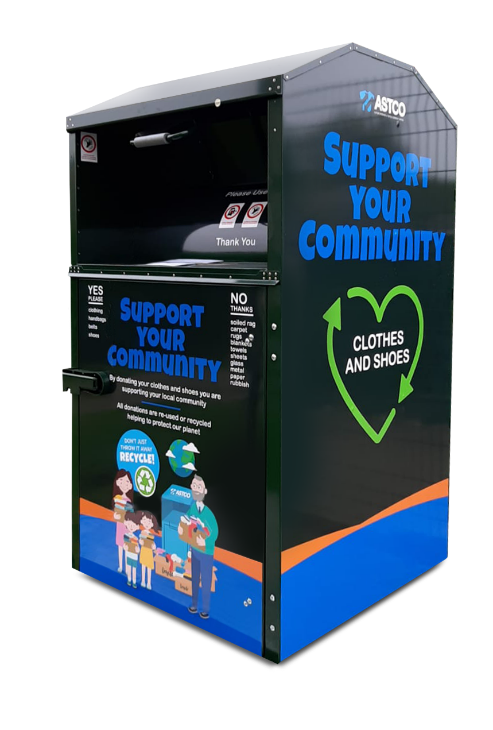 ASTCO
SUPPORT
YOUR
COMMUNITY
CLOTHES
AND SHOES
Please Use
Thank You
YES
PLEASE
clothing
handbags
belts
shoes
NO
THANKS
soiled rag
carpet
rugs
blankets
towels
sheets
glass
metal
paper
rubbish
SUPPORT
YOUR
COMMUNITY
By donating your clothes and shoes you are
supporting your local community
All donations are re-used or recycled
helping to protect our planet
DON'T JUST
THROW IT AWAY
RECYCLE!
ASTCO